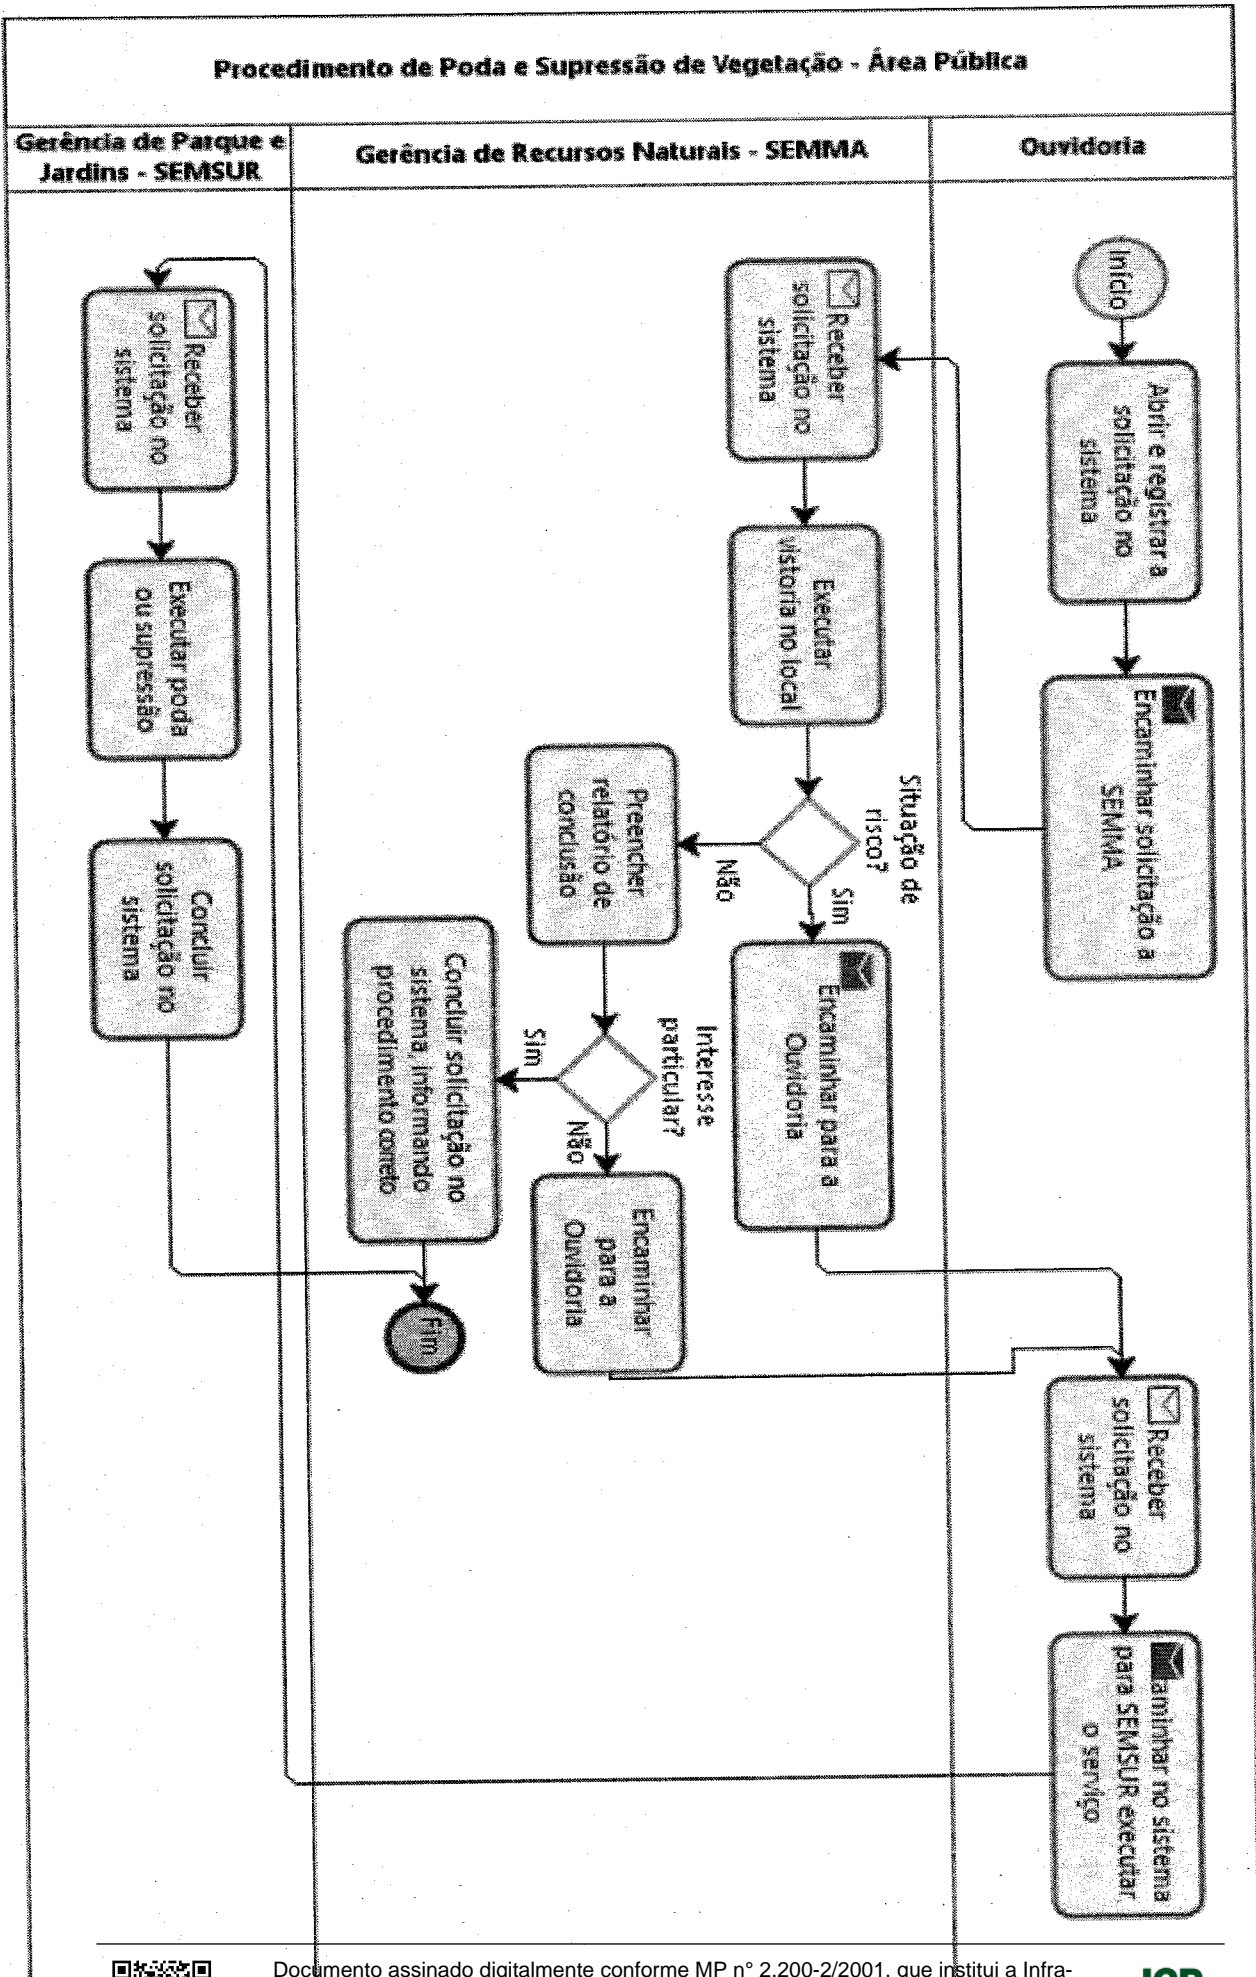 Procedimento de Poda e Supressão de Vegetação - Área Pública
Ouvidoria
Início
Abrir e registrar a
solicitação no
sistema
Encaminhar solicitação a
SEMMA
Receber
solicitação no
sistema
aminhar no sistema
para SEMSUR executar
o serviço
Gerência de Recursos Naturais - SEMMA
Receber
solicitação no
sistema
Executar
vistoria no local
Situação de
risco?
Sim
Não
Encaminhar para a
Ouvidoria
Preencher
relatório de
conclusão
Interesse
particular?
Sim
Não
Encaminhar
para a
Ouvidoria
Concluir solicitação no
sistema, informando
procedimento correto
Fim
Gerência de Parque e
Jardins - SEMSUR
Receber
solicitação no
sistema
Executar poda
ou supressão
Concluir
solicitação no
sistema
Documento assinado digitalmente conforme MP n° 2.200-2/2001, que institui a Infra-